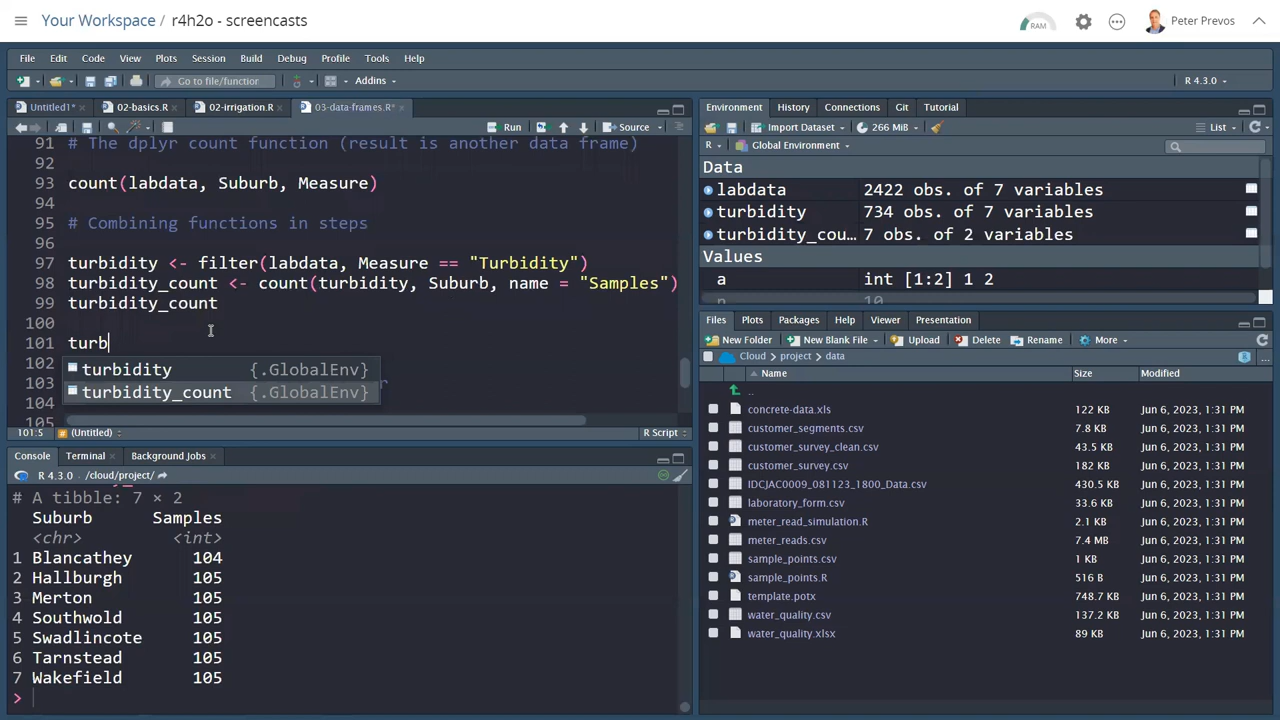 Your Workspace / r4h2o - screencasts
RAM
Peter Prevos
File Edit Code View Plots Session Build Debug Profile Tools Help
Go to file/functior Addins R 4.3.0
Untitled1* 02-basics.R 02-irrigation.R 03-data-frames.R*
Run Source
91 # The dplyr count function (result is another data frame)
92
93 count(labdata, Suburb, Measure)
94
95 # Combining functions in steps
96
97 turbidity <- filter(labdata, Measure == "Turbidity")
98 turbidity_count <- count(turbidity, Suburb, name = "Samples")
99 turbidity_count
100
101 turb
102 turbidity {.GlobalEnv}
103 turbidity_count {.GlobalEnv} r
104
105
101:5 (Untitled) R Script
Console Terminal Background Jobs
R 4.3.0 · /cloud/project/
# A tibble: 7 × 2
Suburb Samples
<chr> <int>
1 Blancathey 104
2 Hallburgh 105
3 Merton 105
4 Southwold 105
5 Swadlincote 105
6 Tarnstead 105
7 Wakefield 105
>
Environment History Connections Git Tutorial
Import Dataset 266 MiB List
R Global Environment
Data
labdata 2422 obs. of 7 variables
turbidity 734 obs. of 7 variables
turbidity_cou… 7 obs. of 2 variables
Values
a int [1:2] 1 2
n 10
Files Plots Packages Help Viewer Presentation
New Folder New Blank File Upload Delete Rename More
Cloud project data
Name Size Modified
..
concrete-data.xls 122 KB Jun 6, 2023, 1:31 PM
customer_segments.csv 7.8 KB Jun 6, 2023, 1:31 PM
customer_survey_clean.csv 43.5 KB Jun 6, 2023, 1:31 PM
customer_survey.csv 182 KB Jun 6, 2023, 1:31 PM
IDCJAC0009_081123_1800_Data.csv 430.5 KB Jun 6, 2023, 1:31 PM
laboratory_form.csv 33.6 KB Jun 6, 2023, 1:31 PM
meter_read_simulation.R 2.1 KB Jun 6, 2023, 1:31 PM
meter_reads.csv 7.4 MB Jun 6, 2023, 1:31 PM
sample_points.csv 1 KB Jun 6, 2023, 1:31 PM
sample_points.R 516 B Jun 6, 2023, 1:31 PM
template.potx 748.7 KB Jun 6, 2023, 1:31 PM
water_quality.csv 137.2 KB Jun 6, 2023, 1:31 PM
water_quality.xlsx 89 KB Jun 6, 2023, 1:31 PM